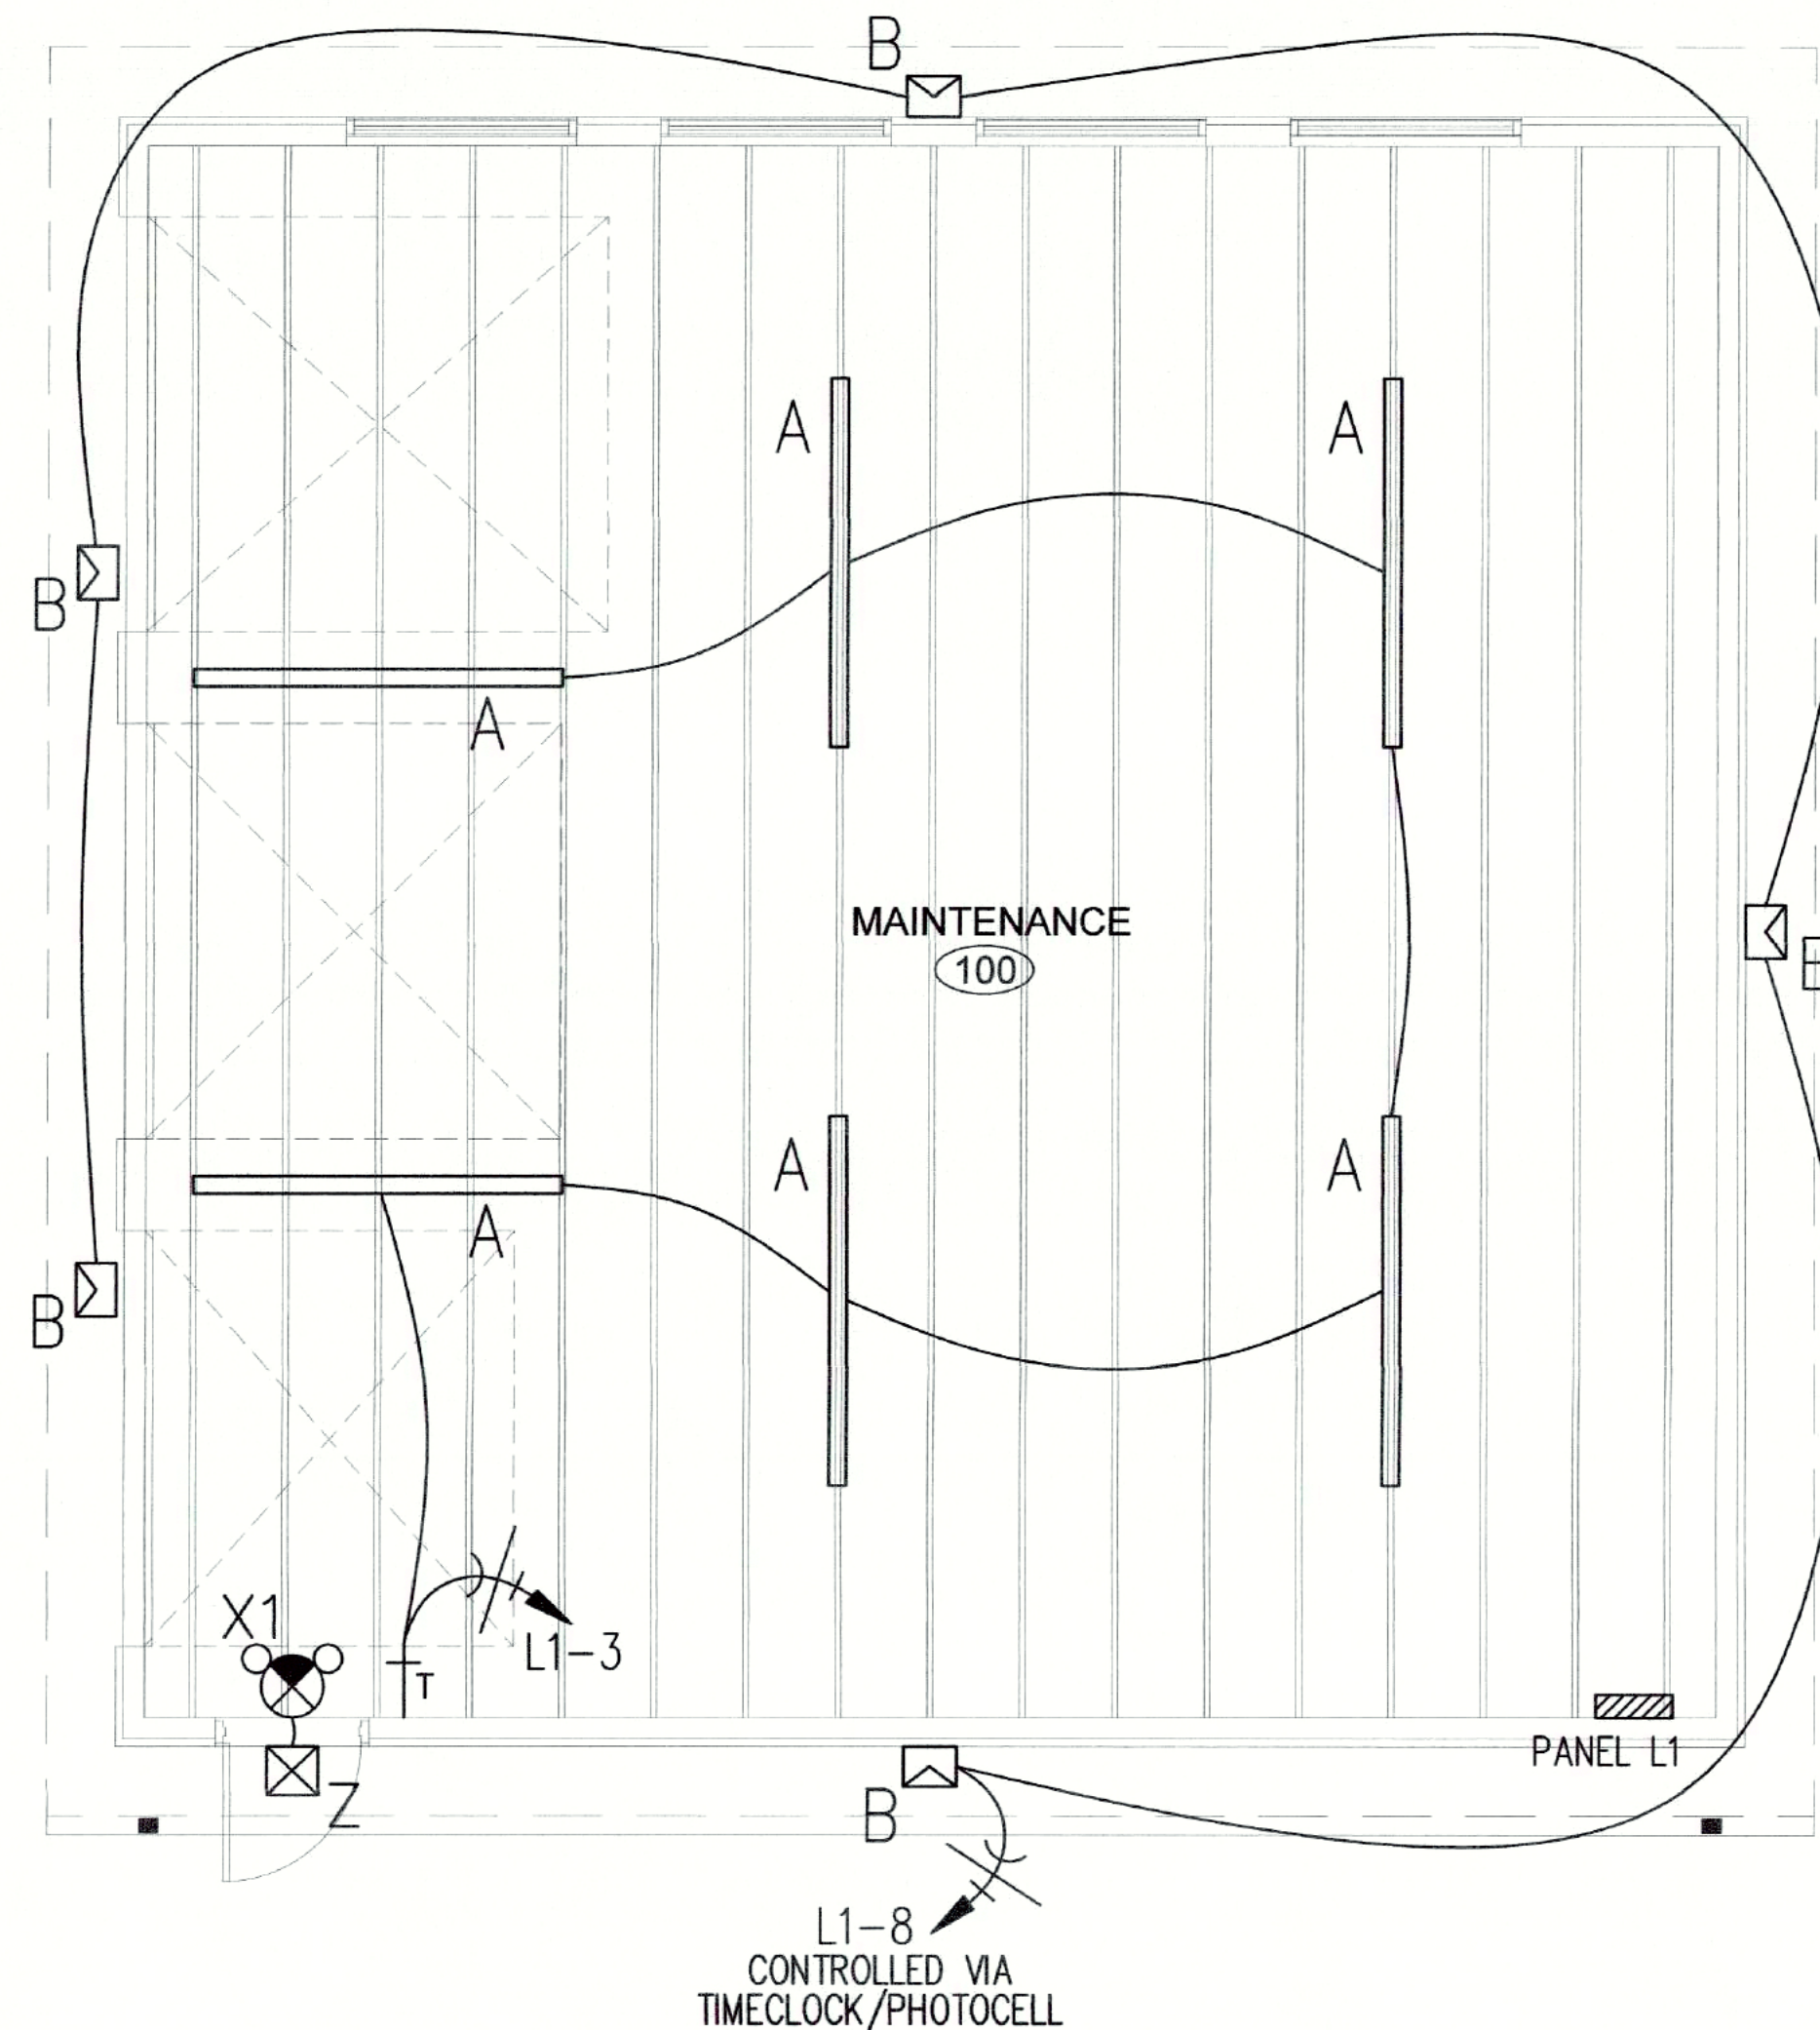 B
A
A
B
A
MAINTENANCE
100
A
A
A
B
X1
L1-3
T
PANEL L1
Z
B
L1-8
CONTROLLED VIA
TIMECLOCK/PHOTOCELL